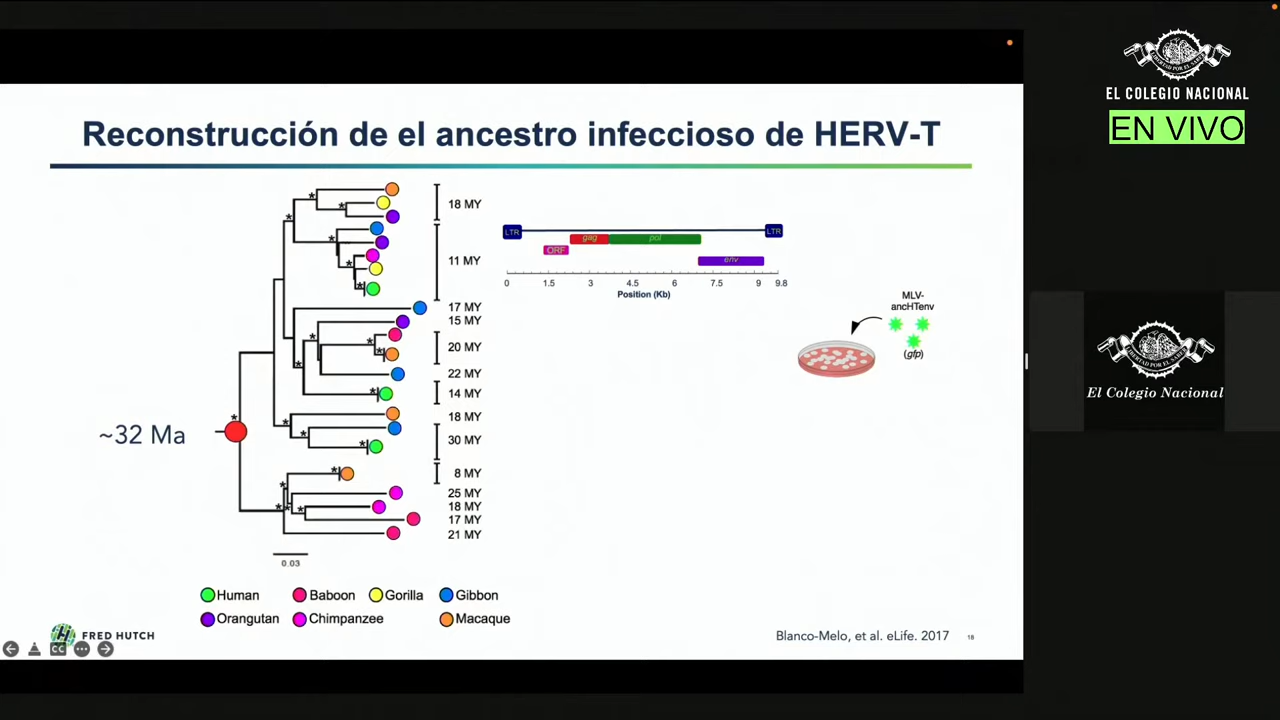 EL COLEGIO NACIONAL
EN VIVO
Reconstrucción de el ancestro infeccioso de HERV-T
*
18 MY
11 MY
17 MY
15 MY
20 MY
22 MY
14 MY
18 MY
30 MY
8 MY
25 MY
18 MY
17 MY
21 MY
~32 Ma
0.03
LTR
LTR
gag
pol
ORF
env
0 1.5 3 4.5 6 7.5 9 9.8
Position (Kb)
MLV-
ancHTenv
(gfp)
El Colegio Nacional
Human Baboon Gorilla Gibbon
Orangutan Chimpanzee Macaque
FRED HUTCH
CC
Blanco-Melo, et al. eLife. 2017
18